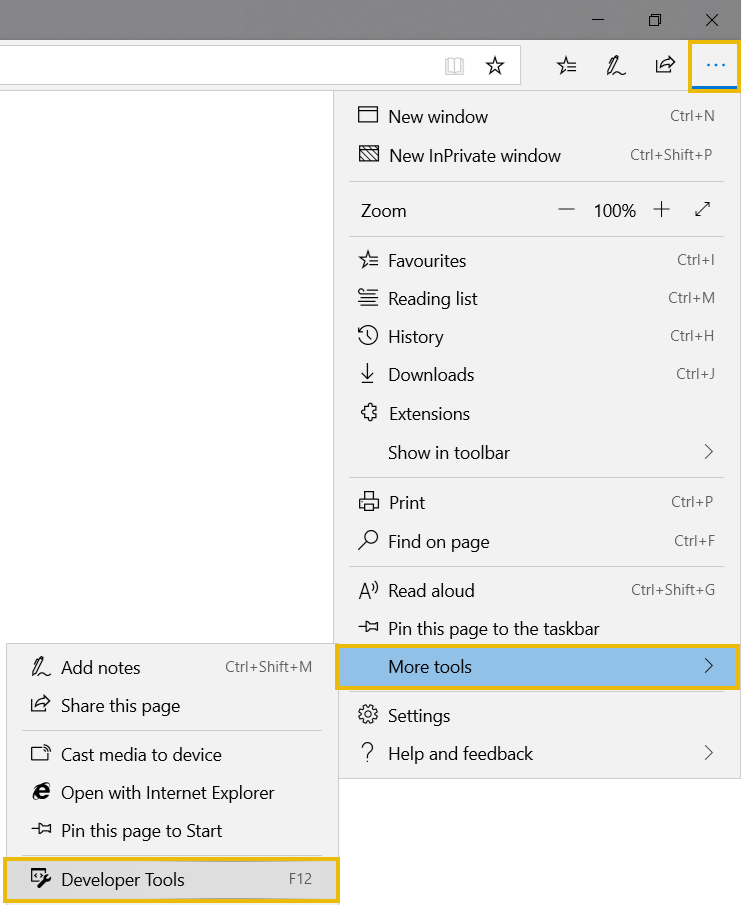 New window Ctrl+N
New InPrivate window Ctrl+Shift+P
Zoom 100%
Favourites Ctrl+I
Reading list Ctrl+M
History Ctrl+H
Downloads Ctrl+J
Extensions
Show in toolbar
Print Ctrl+P
Find on page Ctrl+F
Read aloud Ctrl+Shift+G
Pin this page to the taskbar
More tools
Settings
Help and feedback
Add notes Ctrl+Shift+M
Share this page
Cast media to device
Open with Internet Explorer
Pin this page to Start
Developer Tools F12